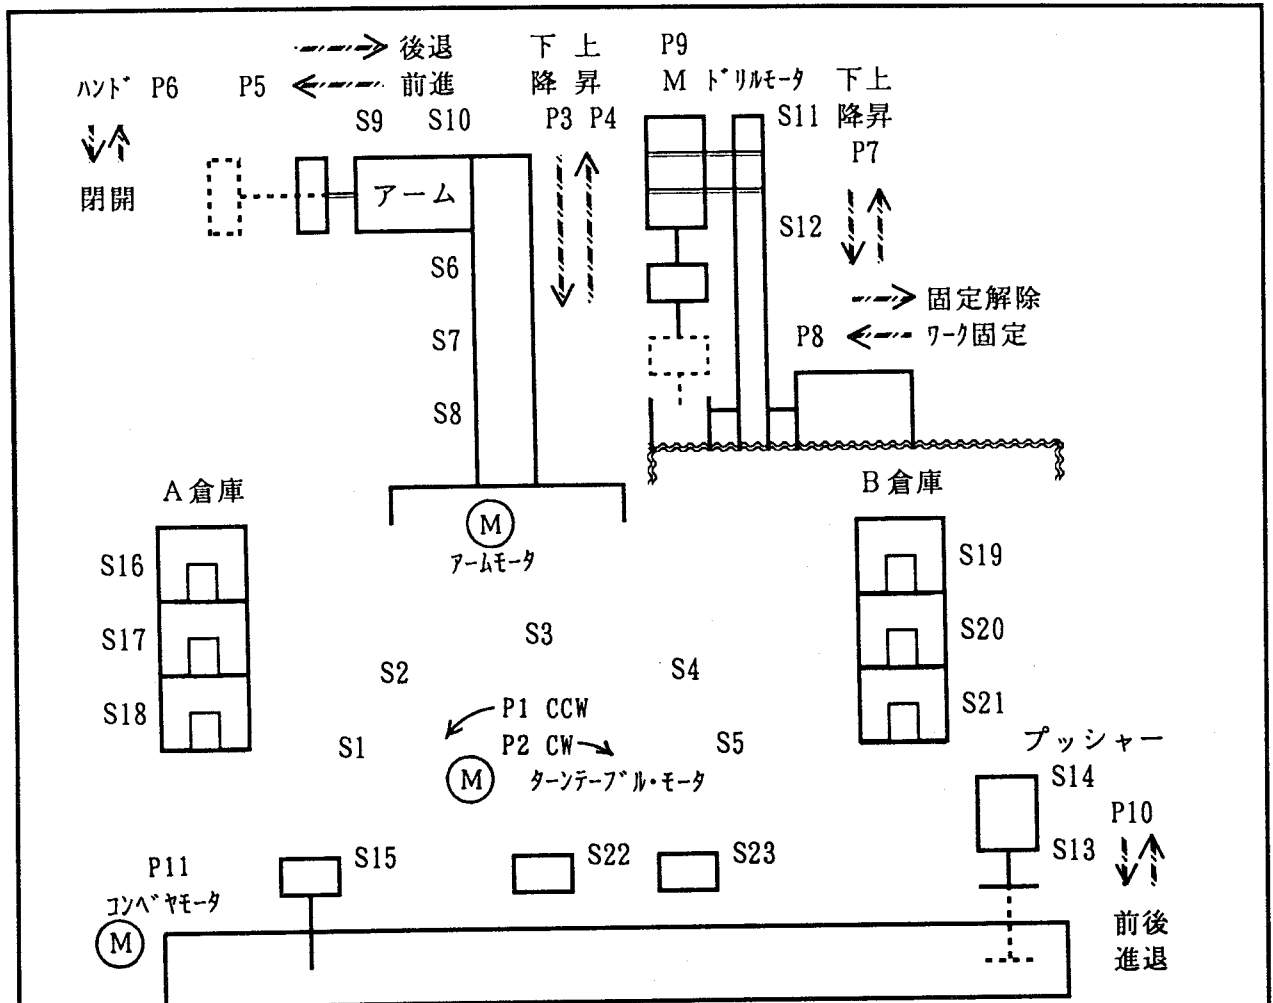 後退 下 上 P9
ハンド P6 P5 前進 降 昇 M ドリルモータ 下上
S9 S10 P3 P4 S11 降昇
P7
閉開 アーム
S12
S6
固定解除
S7 P8 ワーク固定
S8
A倉庫 B倉庫
M
S16 アームモータ S19
S17 S3 S20
S2 S4
S18 P1 CCW S21
S1 P2 CW S5 プッシャー
M ターンテーブル・モータ S14
P10
P11 S15 S22 S23 S13
コンベヤモータ
M 前後
進退